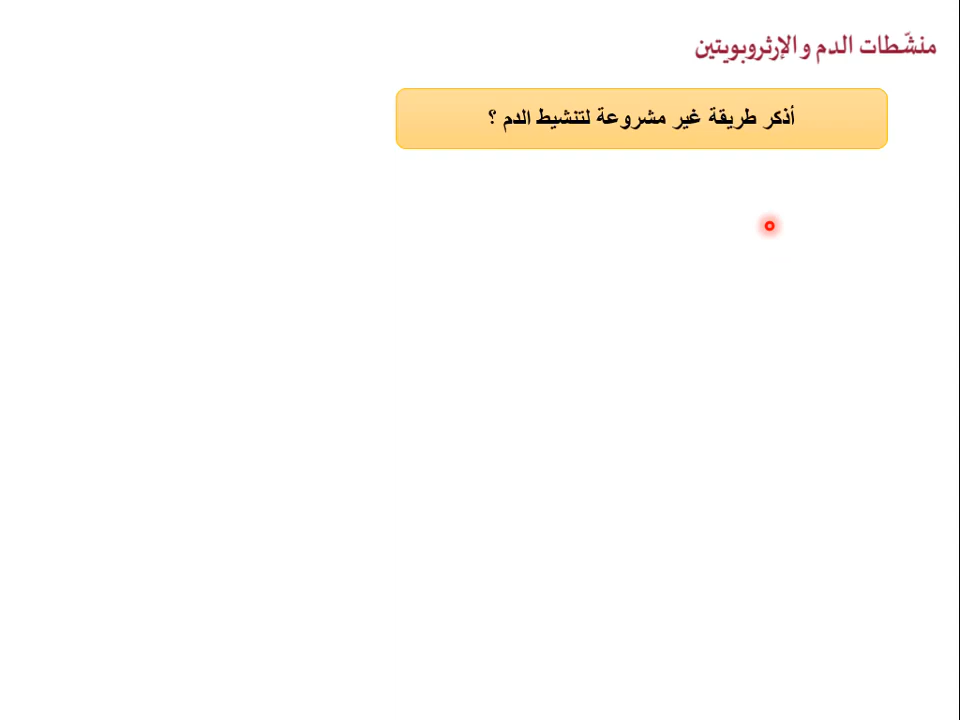 منشّطات الدم و الإرثروبويتين
أذكر طريقة غير مشروعة لتنشيط الدم ؟